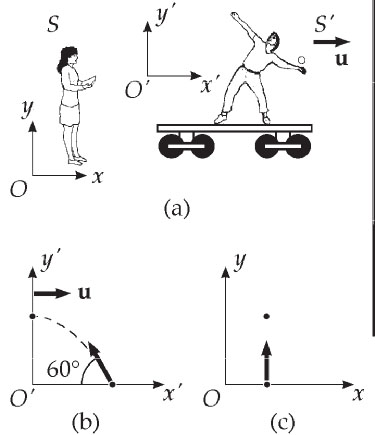 S
y′
S′
u
O′
x′
y
O
x
(a)
y′
u
60°
O′
x′
(b)
y
O
x
(c)